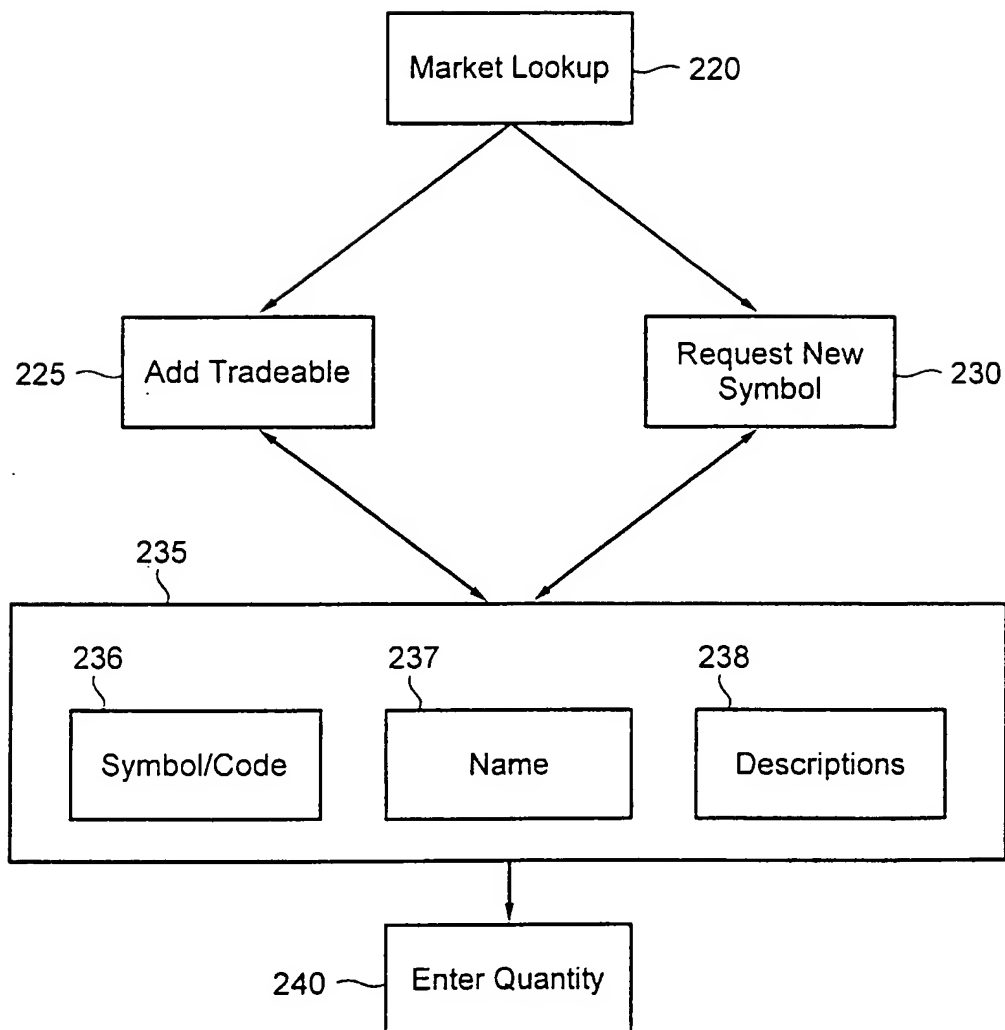 Market Lookup
220
225
Add Tradeable
Request New
Symbol
230
235
236
237
238
Symbol/Code
Name
Descriptions
240
Enter Quantity